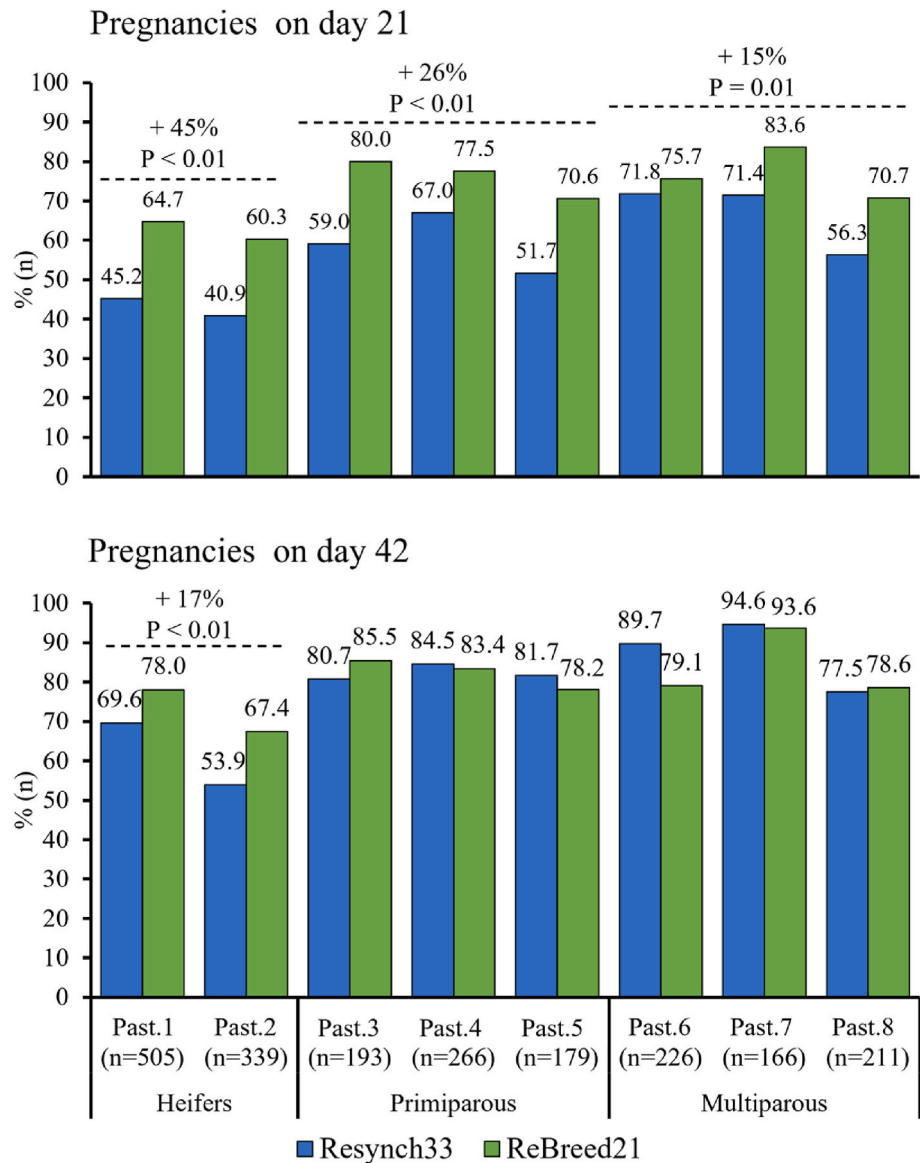 Pregnancies on day 21
+ 45%
P < 0.01
+ 26%
P < 0.01
+ 15%
P = 0.01
% (n)
100
90
80
70
60
50
40
30
20
10
0
45.2 64.7 40.9 60.3 59.0 80.0 67.0 77.5 51.7 70.6 71.8 75.7 71.4 83.6 56.3 70.7
Pregnancies on day 42
+ 17%
P < 0.01
% (n)
100
90
80
70
60
50
40
30
20
10
0
69.6 78.0 53.9 67.4 80.7 85.5 84.5 83.4 81.7 78.2 89.7 79.1 94.6 93.6 77.5 78.6
Past.1 Past.2 Past.3 Past.4 Past.5 Past.6 Past.7 Past.8
(n=505) (n=339) (n=193) (n=266) (n=179) (n=226) (n=166) (n=211)
Heifers Primiparous Multiparous
Resynch33 ReBreed21